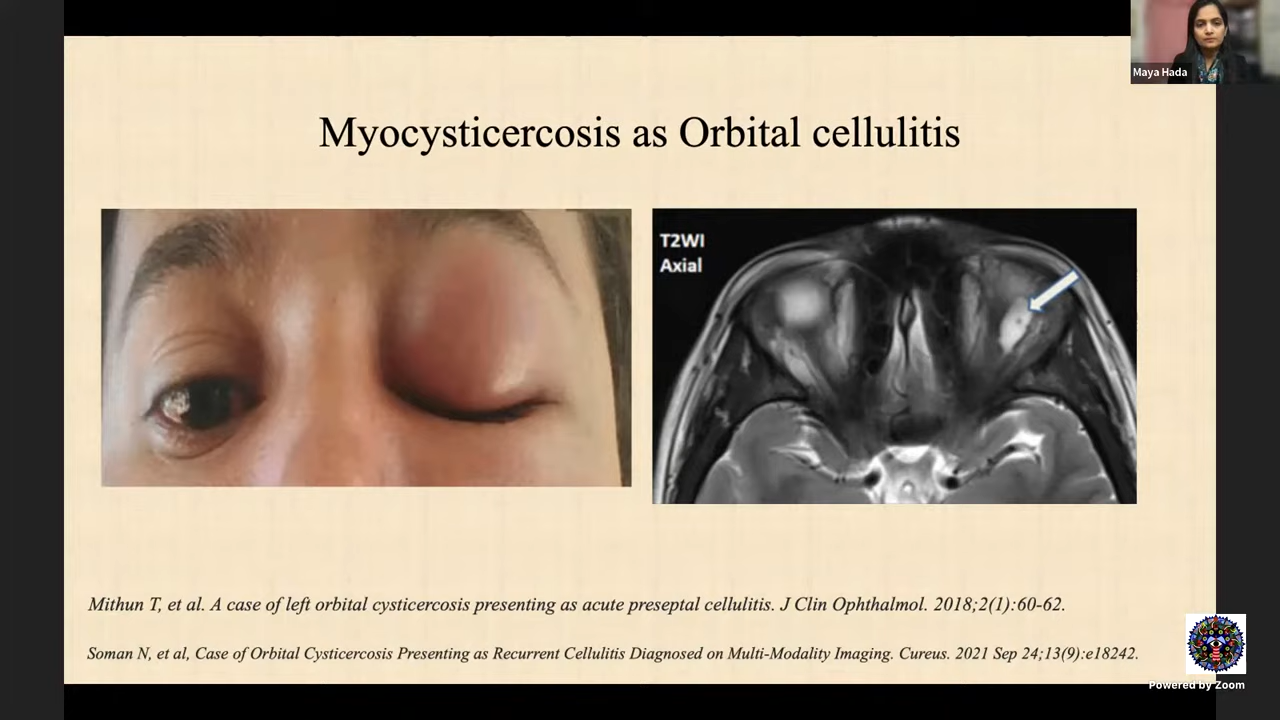 Maya Hada
Myocysticercosis as Orbital cellulitis
T2WI
Axial
Mithun T, et al. A case of left orbital cysticercosis presenting as acute preseptal cellulitis. J Clin Ophthalmol. 2018;2(1):60-62.
Soman N, et al, Case of Orbital Cysticercosis Presenting as Recurrent Cellulitis Diagnosed on Multi-Modality Imaging. Cureus. 2021 Sep 24;13(9):e18242.
Powered by Zoom